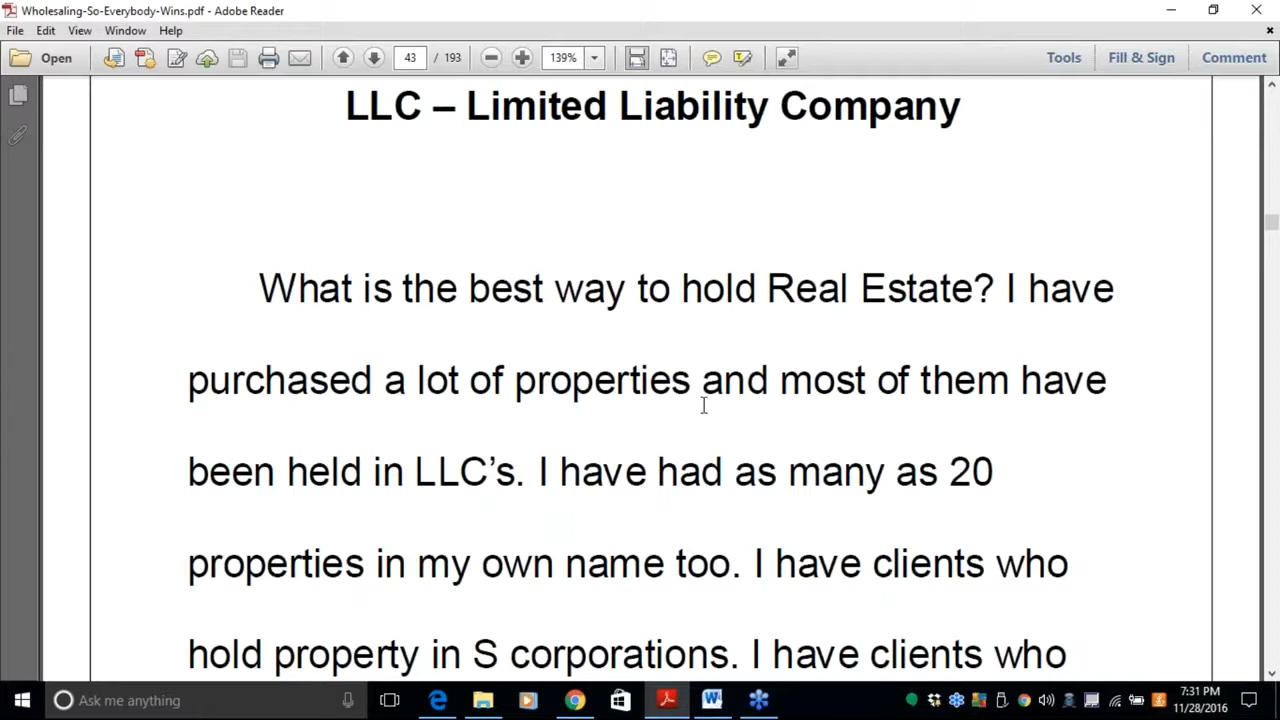 Wholesaling-So-Everybody-Wins.pdf - Adobe Reader
File Edit View Window Help
Open 43 / 193 139% Tools Fill & Sign Comment
LLC – Limited Liability Company
What is the best way to hold Real Estate? I have
purchased a lot of properties and most of them have
been held in LLC’s. I have had as many as 20
properties in my own name too. I have clients who
hold property in S corporations. I have clients who
Ask me anything
7:31 PM
11/28/2016